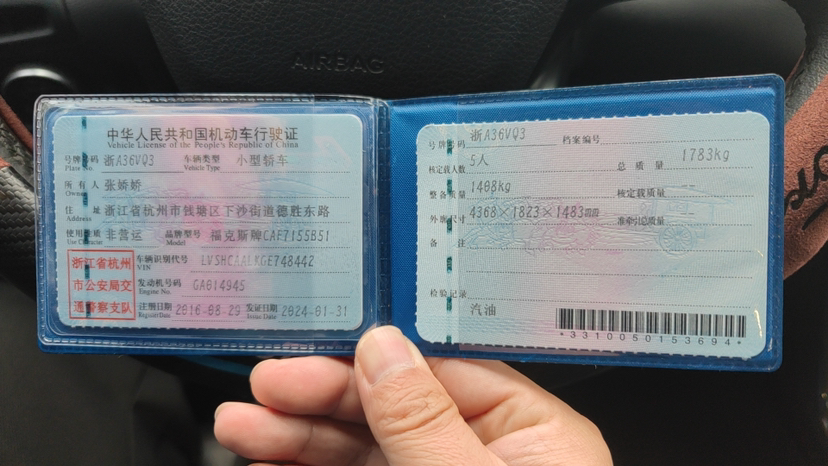 AIRBAG
中华人民共和国机动车行驶证
Vehicle License of the People's Republic of China
号牌号码 浙A36VQ3 车辆类型 小型轿车
Plate No. Vehicle Type
所有人 张娇娇
Owner
住址 浙江省杭州市钱塘区下沙街道德胜东路
Address
使用性质 非营运 品牌型号 福克斯牌CAF7155B51
Use Character Model
浙江省杭州
市公安局交
通警察支队
车辆识别代号 LVSHCAALKGE748442
VIN
发动机号码 GA014945
Engine No.
注册日期 2016-08-29 发证日期 2024-01-31
Register Date Issue Date
号牌号码 浙A36VQ3 档案编号
核定载人数 5人 总质量 1783kg
整备质量 1408kg 核定载质量 --
外廓尺寸 4368×1823×1483mm 准牵引总质量 --
备注
检验记录
汽油
*3310050153694*